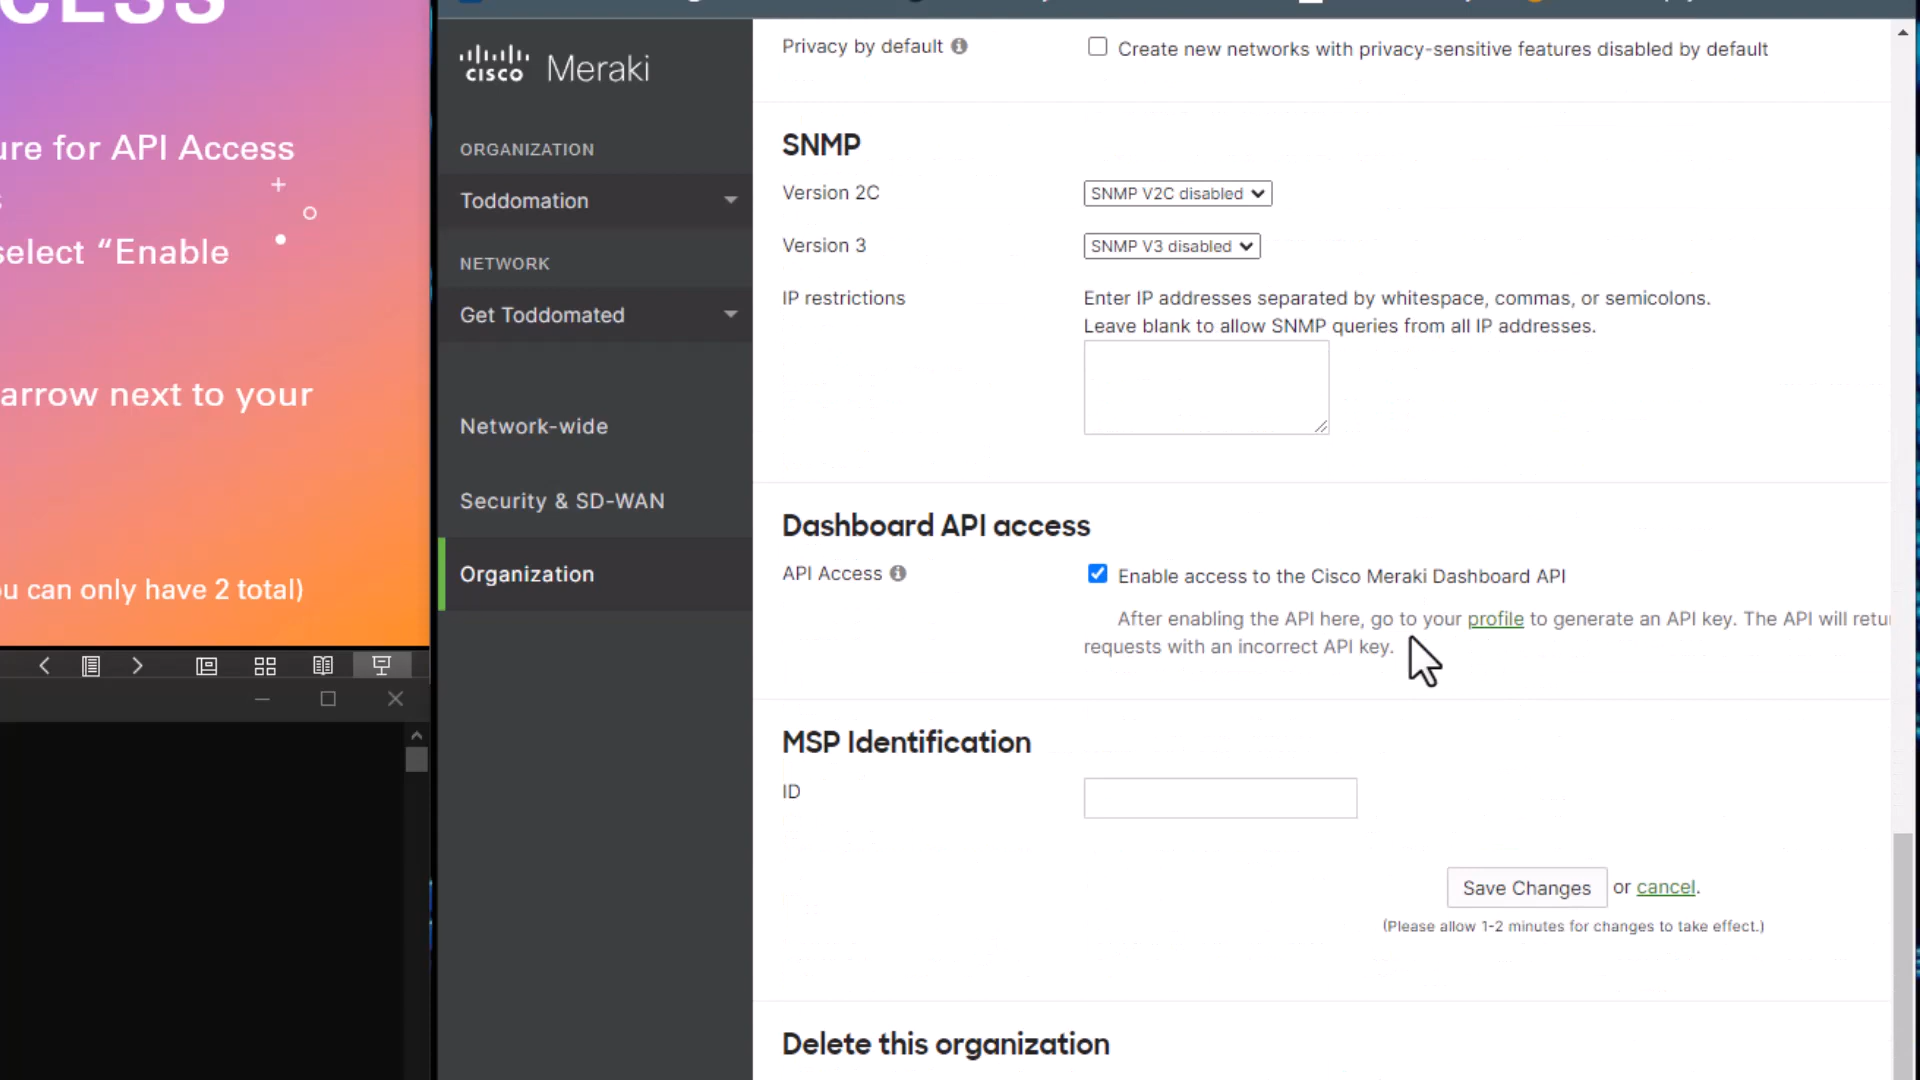 CESS
ure for API Access
select “Enable
arrow next to your
ou can only have 2 total)
CISCO Meraki
ORGANIZATION
Toddomation
NETWORK
Get Toddomated
Network-wide
Security & SD-WAN
Organization
Privacy by default
Create new networks with privacy-sensitive features disabled by default
SNMP
Version 2C
SNMP V2C disabled
Version 3
SNMP V3 disabled
IP restrictions
Enter IP addresses separated by whitespace, commas, or semicolons.
Leave blank to allow SNMP queries from all IP addresses.
Dashboard API access
API Access
Enable access to the Cisco Meraki Dashboard API
After enabling the API here, go to your profile to generate an API key. The API will retu
requests with an incorrect API key.
MSP Identification
ID
Save Changes or cancel.
(Please allow 1-2 minutes for changes to take effect.)
Delete this organization